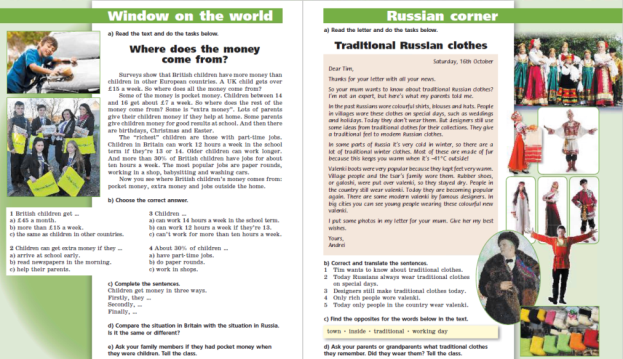 Window on the world
a) Read the text and do the tasks below.
Where does the money
come from?
Surveys show that British children have more money than
children in other European countries. A UK child gets over
£15 a week. So where does all the money come from?
Some of the money is pocket money. Children between 14
and 16 get about £7 a week. So where does the rest of the
money come from? Some is "extra money". Lots of parents
give their children money if they help at home. Some parents
give children money for good results at school. And then there
are birthdays, Christmas and Easter.
The "richest" children are those with part-time jobs.
Children in Britain can work 12 hours a week in the school
term if they're 13 or 14. Older children can work longer.
And more than 30% of British children have jobs for about
ten hours a week. The most popular jobs are paper rounds,
working in a shop, babysitting and washing cars.
Now you see where British children's money comes from:
pocket money, extra money and jobs outside the home.
b) Choose the correct answer.
1 British children get ...
a) £45 a month.
b) more than £15 a week.
c) the same as children in other countries.
2 Children can get extra money if they ...
a) arrive at school early.
b) read newspapers in the morning.
c) help their parents.
3 Children ...
a) can work 14 hours a week in the school term.
b) can work 12 hours a week if they're 13.
c) can't work for more than ten hours a week.
4 About 30% of children ...
a) have part-time jobs.
b) do paper rounds.
c) work in shops.
c) Complete the sentences.
Children get money in three ways.
Firstly, they ...
Secondly, ...
Finally, ...
d) Compare the situation in Britain with the situation in Russia.
Is it the same or different?
e) Ask your family members if they had pocket money when
they were children. Tell the class.
Russian corner
a) Read the letter and do the tasks below.
Traditional Russian clothes
Saturday, 16th October
Dear Tim,
Thanks for your letter with all your news.
So your mum wants to know about traditional Russian clothes?
I'm not an expert, but here's what my parents told me.
In the past Russians wore colourful shirts, blouses and hats. People
in villages wore these clothes on special days, such as weddings
and holidays. Today they don't wear them. But designers still use
some ideas from traditional clothes for their collections. They give
a traditional feel to modern Russian clothes.
In some parts of Russia it's very cold in winter, so there are a
lot of traditional winter clothes. Most of these are made of fur
because this keeps you warm when it's -41°C outside!
Valenki boots were very popular because they kept feet very warm.
Village people and the tsar's family wore them. Rubber shoes,
or galoshi, were put over valenki, so they stayed dry. People in
the country still wear valenki. Today they are becoming popular
again. There are some modern valenki by famous designers. In
big cities you can see young people wearing these colourful new
valenki.
I put some photos in my letter for your mum. Give her my best
wishes.
Yours,
Andrei
b) Correct and translate the sentences.
1 Tim wants to know about traditional clothes.
2 Today Russians always wear traditional clothes
on special days.
3 Designers still make traditional clothes today.
4 Only rich people wore valenki.
5 Today only people in the country wear valenki.
c) Find the opposites for the words below in the text.
town · inside · traditional · working day
d) Ask your parents or grandparents what traditional clothes
they remember. Did they wear them? Tell the class.